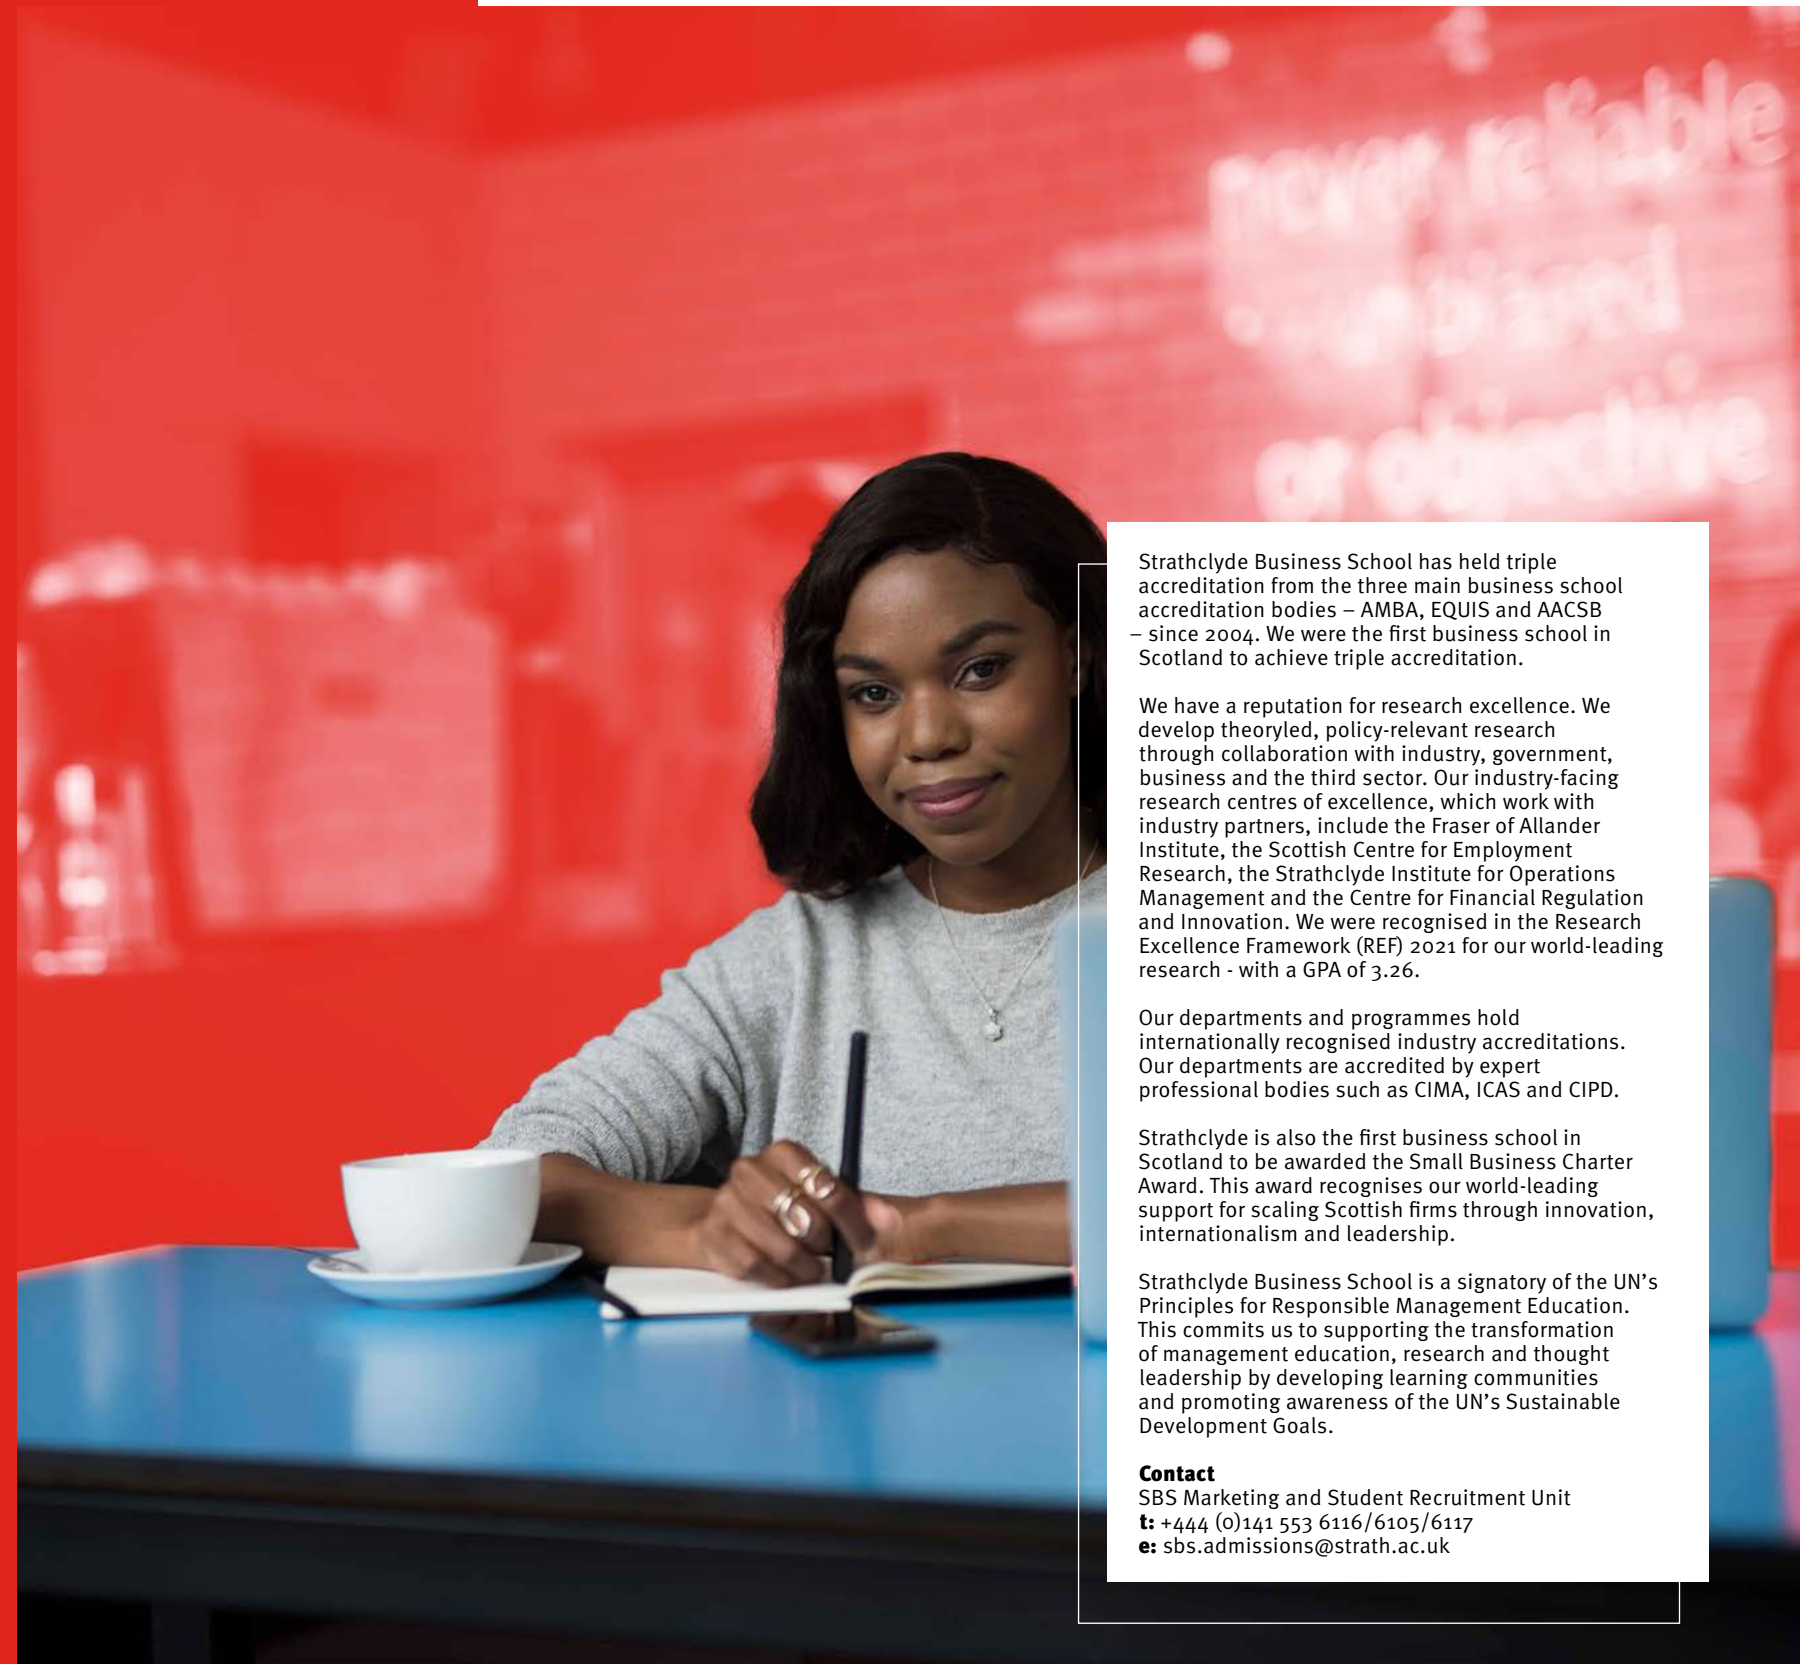 never reliable
unbiased
or objective
Strathclyde Business School has held triple
accreditation from the three main business school
accreditation bodies – AMBA, EQUIS and AACSB
– since 2004. We were the first business school in
Scotland to achieve triple accreditation.
We have a reputation for research excellence. We
develop theoryled, policy-relevant research
through collaboration with industry, government,
business and the third sector. Our industry-facing
research centres of excellence, which work with
industry partners, include the Fraser of Allander
Institute, the Scottish Centre for Employment
Research, the Strathclyde Institute for Operations
Management and the Centre for Financial Regulation
and Innovation. We were recognised in the Research
Excellence Framework (REF) 2021 for our world-leading
research - with a GPA of 3.26.
Our departments and programmes hold
internationally recognised industry accreditations.
Our departments are accredited by expert
professional bodies such as CIMA, ICAS and CIPD.
Strathclyde is also the first business school in
Scotland to be awarded the Small Business Charter
Award. This award recognises our world-leading
support for scaling Scottish firms through innovation,
internationalism and leadership.
Strathclyde Business School is a signatory of the UN’s
Principles for Responsible Management Education.
This commits us to supporting the transformation
of management education, research and thought
leadership by developing learning communities
and promoting awareness of the UN’s Sustainable
Development Goals.
Contact
SBS Marketing and Student Recruitment Unit
t: +444 (0)141 553 6116/6105/6117
e: sbs.admissions@strath.ac.uk